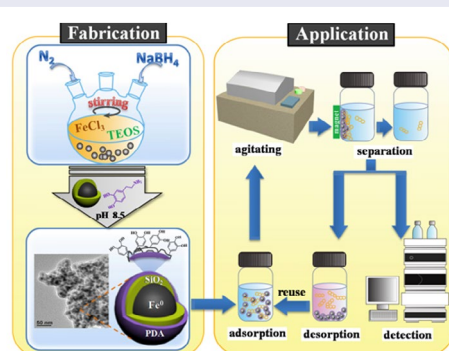 Fabrication
N₂
NaBH₄
stirring
FeCl₃
TEOS
pH 8.5
SiO₂
Fe⁰
PDA
50 nm
Application
agitating
separation
adsorption
reuse
desorption
detection